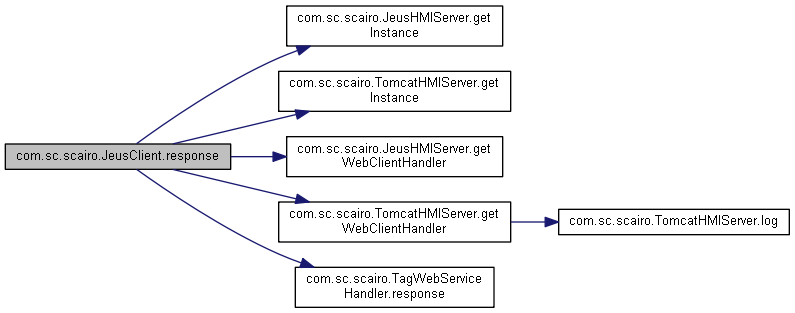 com.sc.scairo.JeusHMIServer.get
Instance
com.sc.scairo.TomcatHMIServer.get
Instance
com.sc.scairo.JeusClient.response
com.sc.scairo.JeusHMIServer.get
WebClientHandler
com.sc.scairo.TomcatHMIServer.get
WebClientHandler
com.sc.scairo.TomcatHMIServer.log
com.sc.scairo.TagWebService
Handler.response